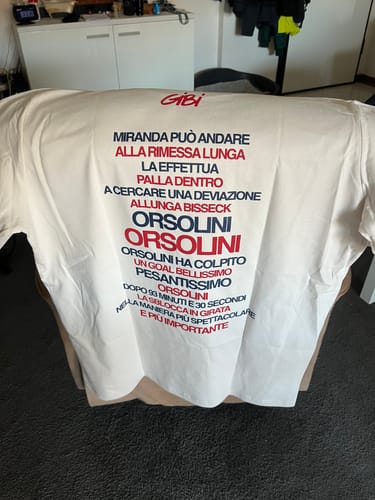 GiBi
MIRANDA PUÒ ANDARE
ALLA RIMESSA LUNGA
LA EFFETTUA
PALLA DENTRO
A CERCARE UNA DEVIAZIONE
ALLUNGA BISSECK
ORSOLINI
ORSOLINI
ORSOLINI HA COLPITO
UN GOAL BELLISSIMO
PESANTISSIMO
ORSOLINI
DOPO 93 MINUTI E 30 SECONDI
LA SBLOCCA IN GIRATA
NELLA MANIERA PIÙ SPETTACOLARE
E PIÙ IMPORTANTE